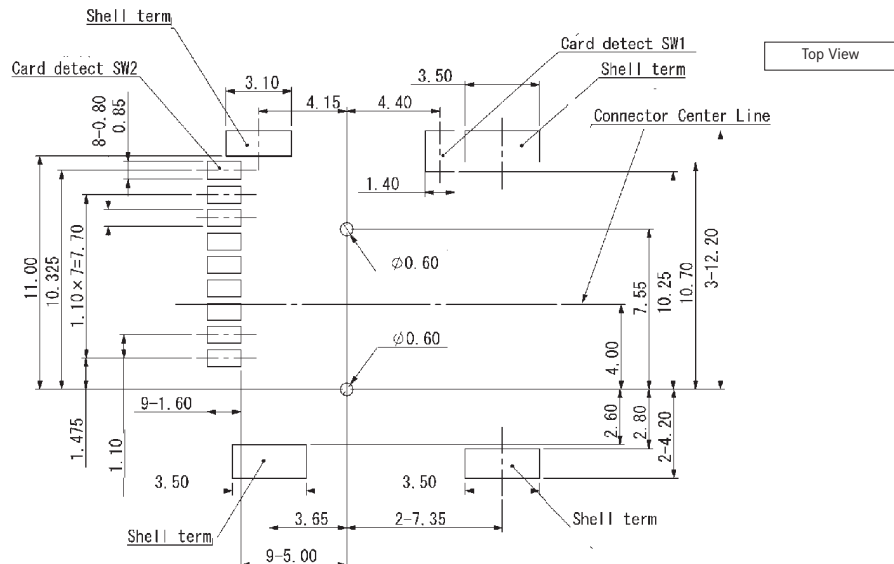 Shell term
Card detect SW1
Top View
3.50
Shell term
Card detect SW2
3.10
4.15
4.40
Connector Center Line
8-0.80
0.85
1.40
Ø0.60
11.00
10.325
1.10×7=7.70
7.55
10.25
10.70
3-12.20
Ø0.60
4.00
9-1.60
1.475
1.10
2.60
2.80
2-4.20
3.50
3.50
Shell term
3.65
2-7.35
Shell term
9-5.00